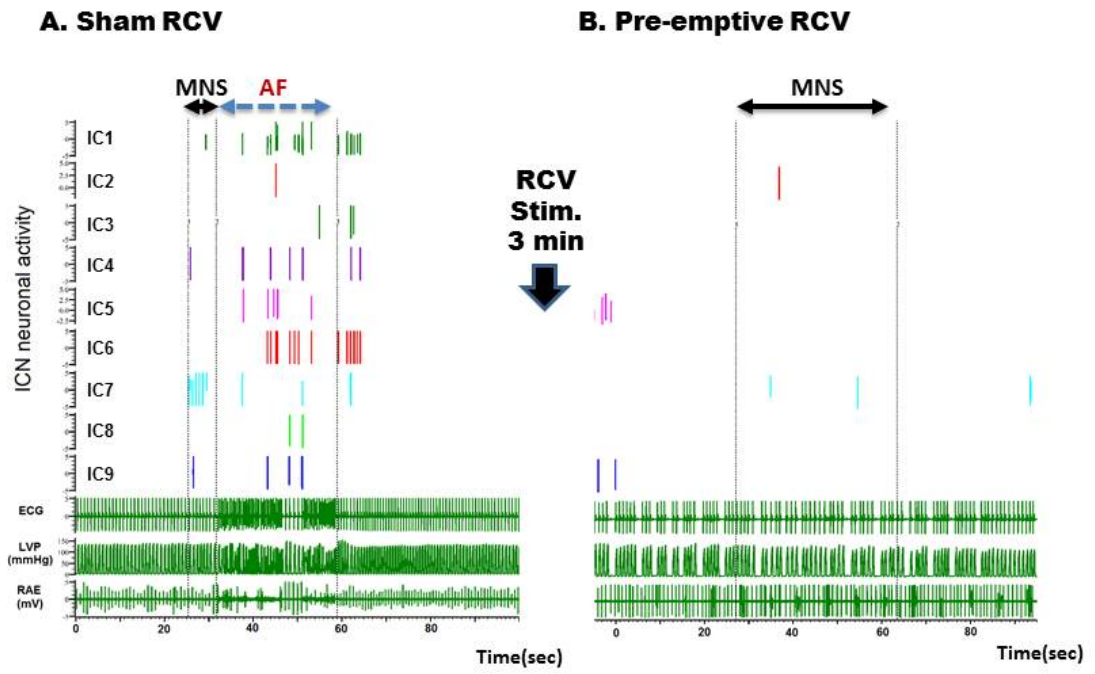 A. Sham RCV
B. Pre-emptive RCV
MNS
AF
MNS
ICN neuronal activity
IC1
IC2
IC3
IC4
IC5
IC6
IC7
IC8
IC9
RCV
Stim.
3 min
ECG
LVP
(mmHg)
RAE
(mV)
0 20 40 60 80
Time(sec)
0 20 40 60 80
Time(sec)